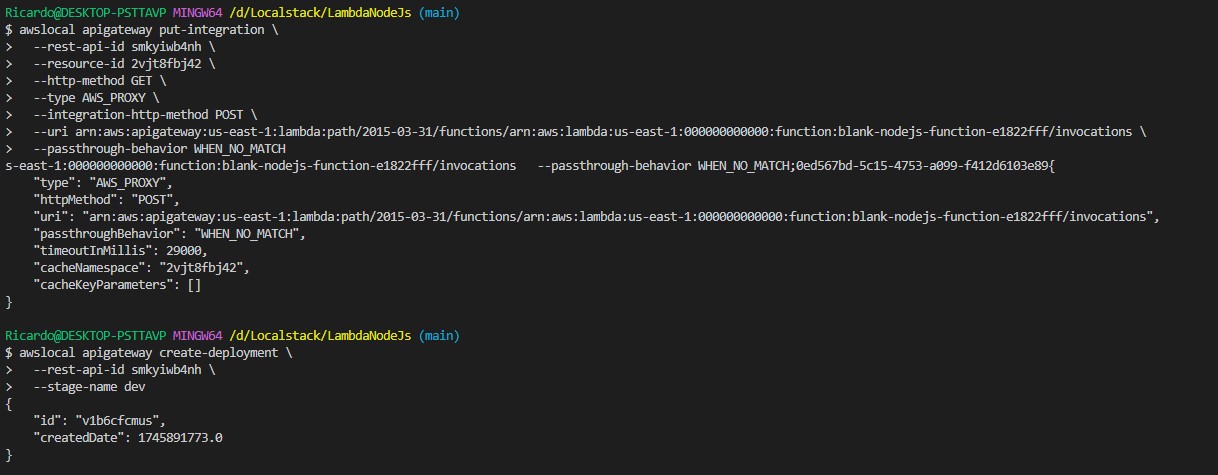 Ricardo@DESKTOP-PSTTAVP MINGW64 /d/Localstack/LambdaNodeJs (main)
$ awslocal apigateway put-integration \
>   --rest-api-id smkyiwb4nh \
>   --resource-id 2vjt8fbj42 \
>   --http-method GET \
>   --type AWS_PROXY \
>   --integration-http-method POST \
>   --uri arn:aws:apigateway:us-east-1:lambda:path/2015-03-31/functions/arn:aws:lambda:us-east-1:000000000000:function:blank-nodejs-function-e1822fff/invocations \
>   --passthrough-behavior WHEN_NO_MATCH
s-east-1:000000000000:function:blank-nodejs-function-e1822fff/invocations   --passthrough-behavior WHEN_NO_MATCH;0ed567bd-5c15-4753-a099-f412d6103e89{
    "type": "AWS_PROXY",
    "httpMethod": "POST",
    "uri": "arn:aws:apigateway:us-east-1:lambda:path/2015-03-31/functions/arn:aws:lambda:us-east-1:000000000000:function:blank-nodejs-function-e1822fff/invocations",
    "passthroughBehavior": "WHEN_NO_MATCH",
    "timeoutInMillis": 29000,
    "cacheNamespace": "2vjt8fbj42",
    "cacheKeyParameters": []
}
Ricardo@DESKTOP-PSTTAVP MINGW64 /d/Localstack/LambdaNodeJs (main)
$ awslocal apigateway create-deployment \
>   --rest-api-id smkyiwb4nh \
>   --stage-name dev
{
    "id": "v1b6cfcmus",
    "createdDate": 1745891773.0
}